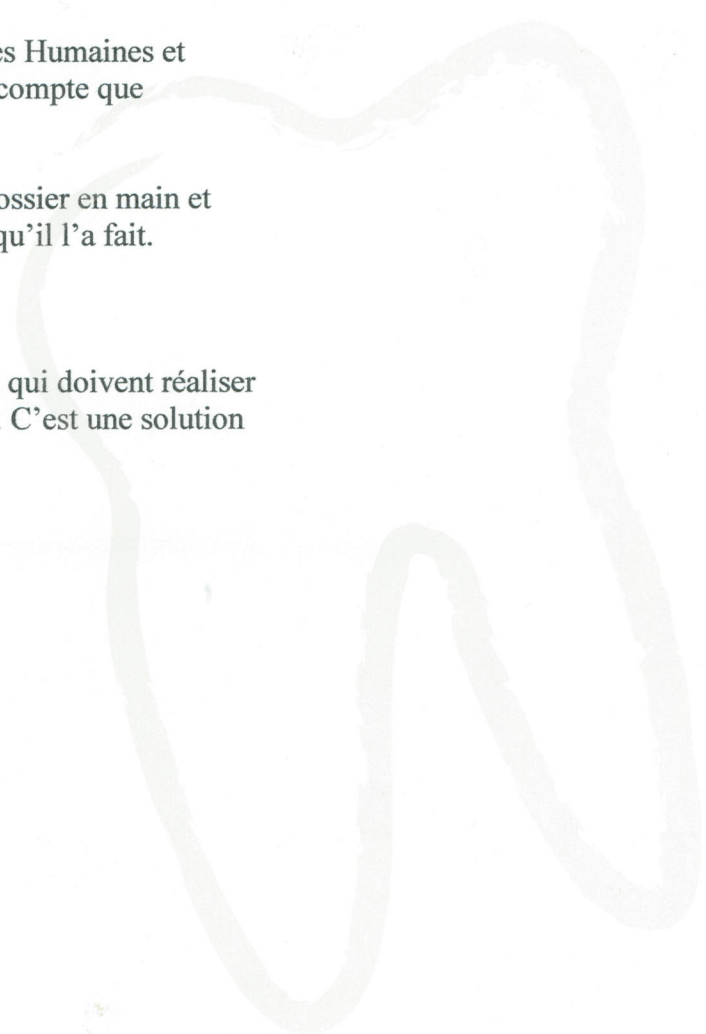 es Humaines et
compte que
ossier en main et
qu'il l'a fait.
qui doivent réaliser
. C'est une solution